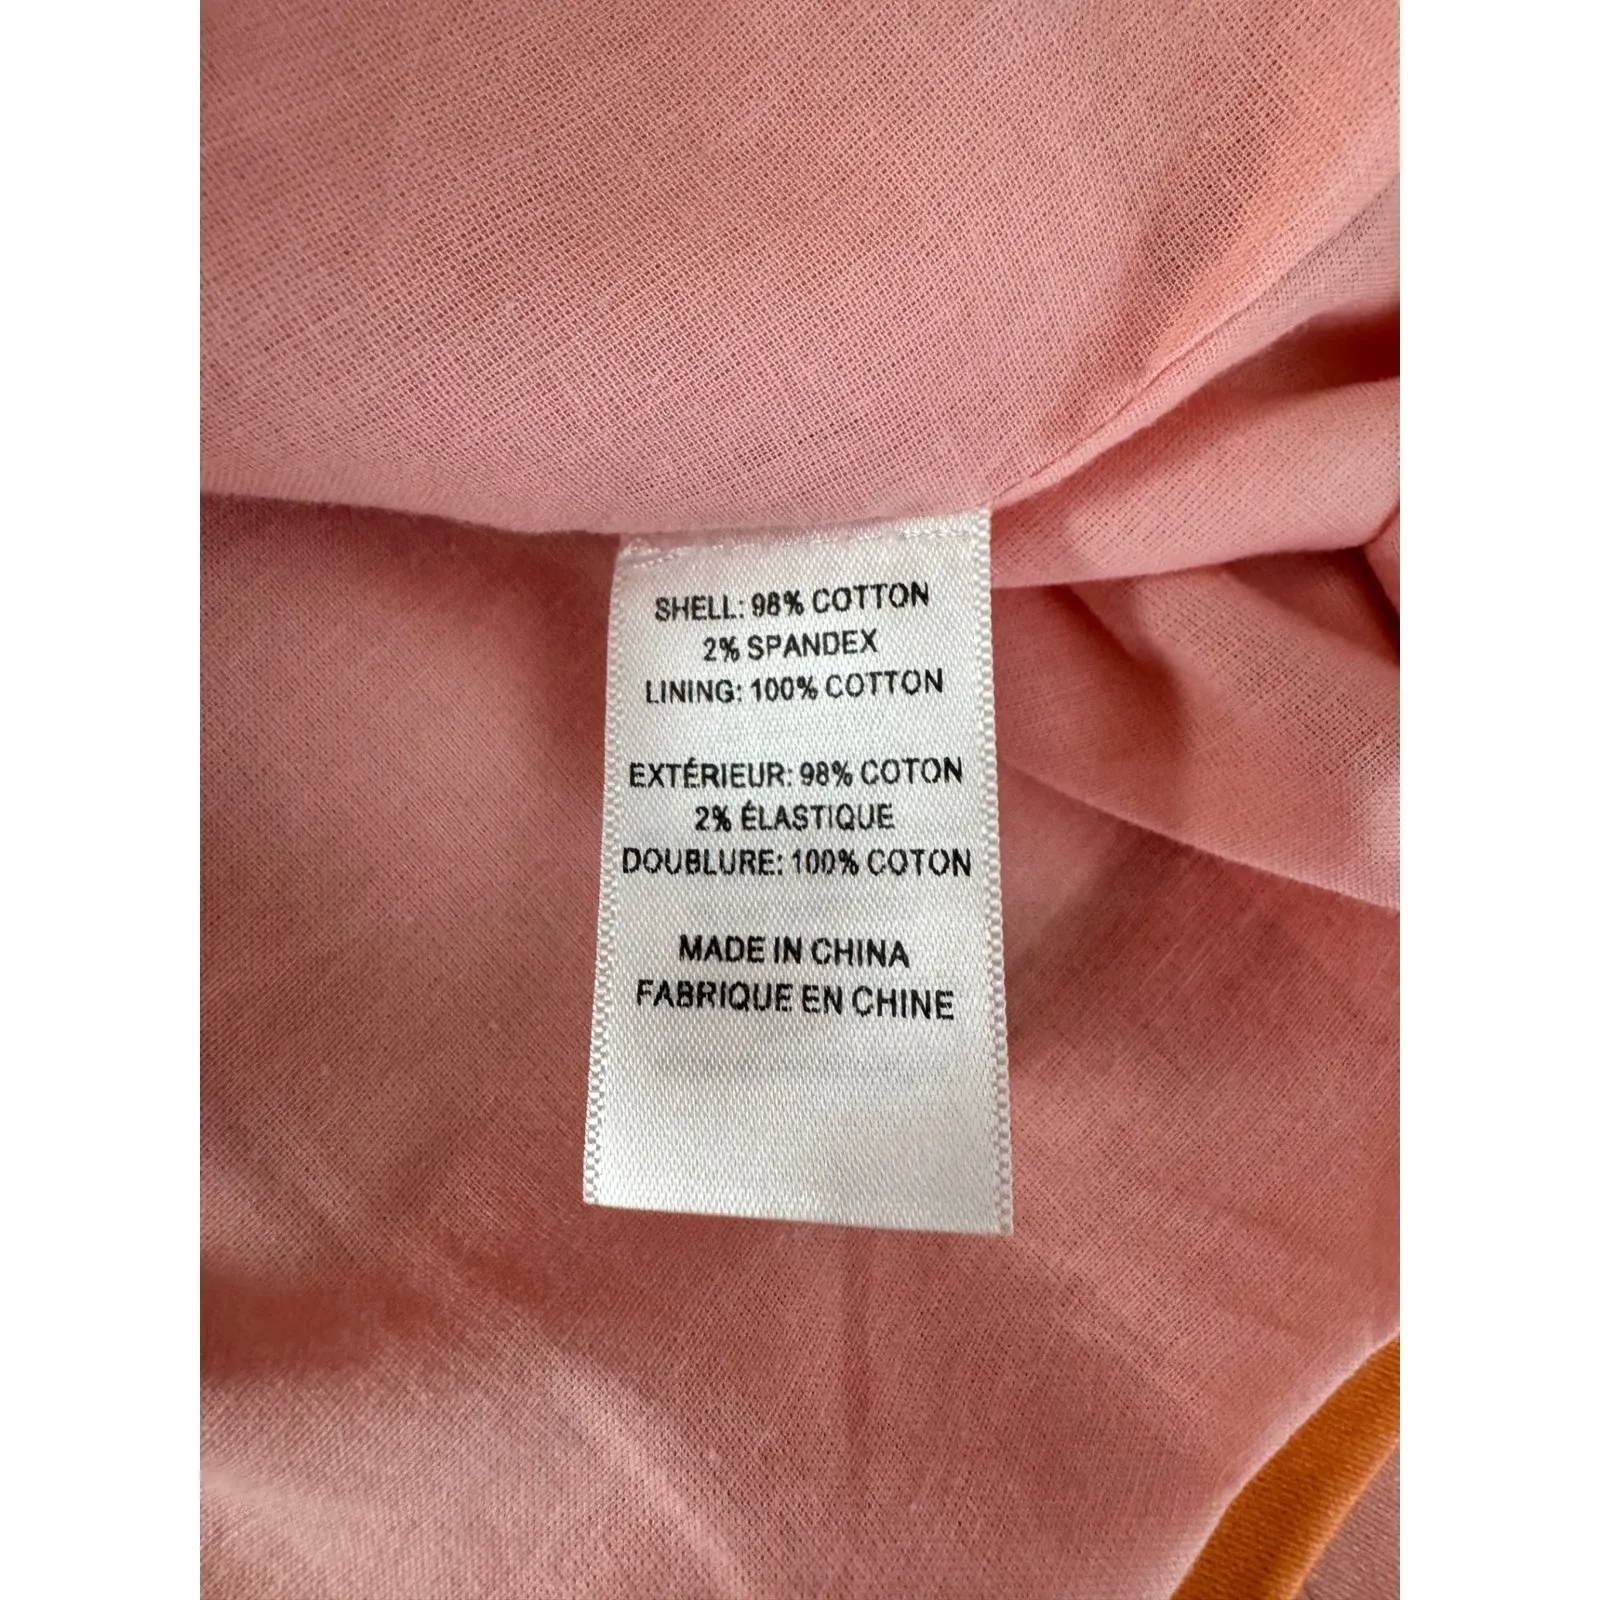 SHELL: 98% COTTON
2% SPANDEX
LINING: 100% COTTON
EXTÉRIEUR: 98% COTON
2% ÉLASTIQUE
DOUBLURE: 100% COTON
MADE IN CHINA
FABRIQUE EN CHINE